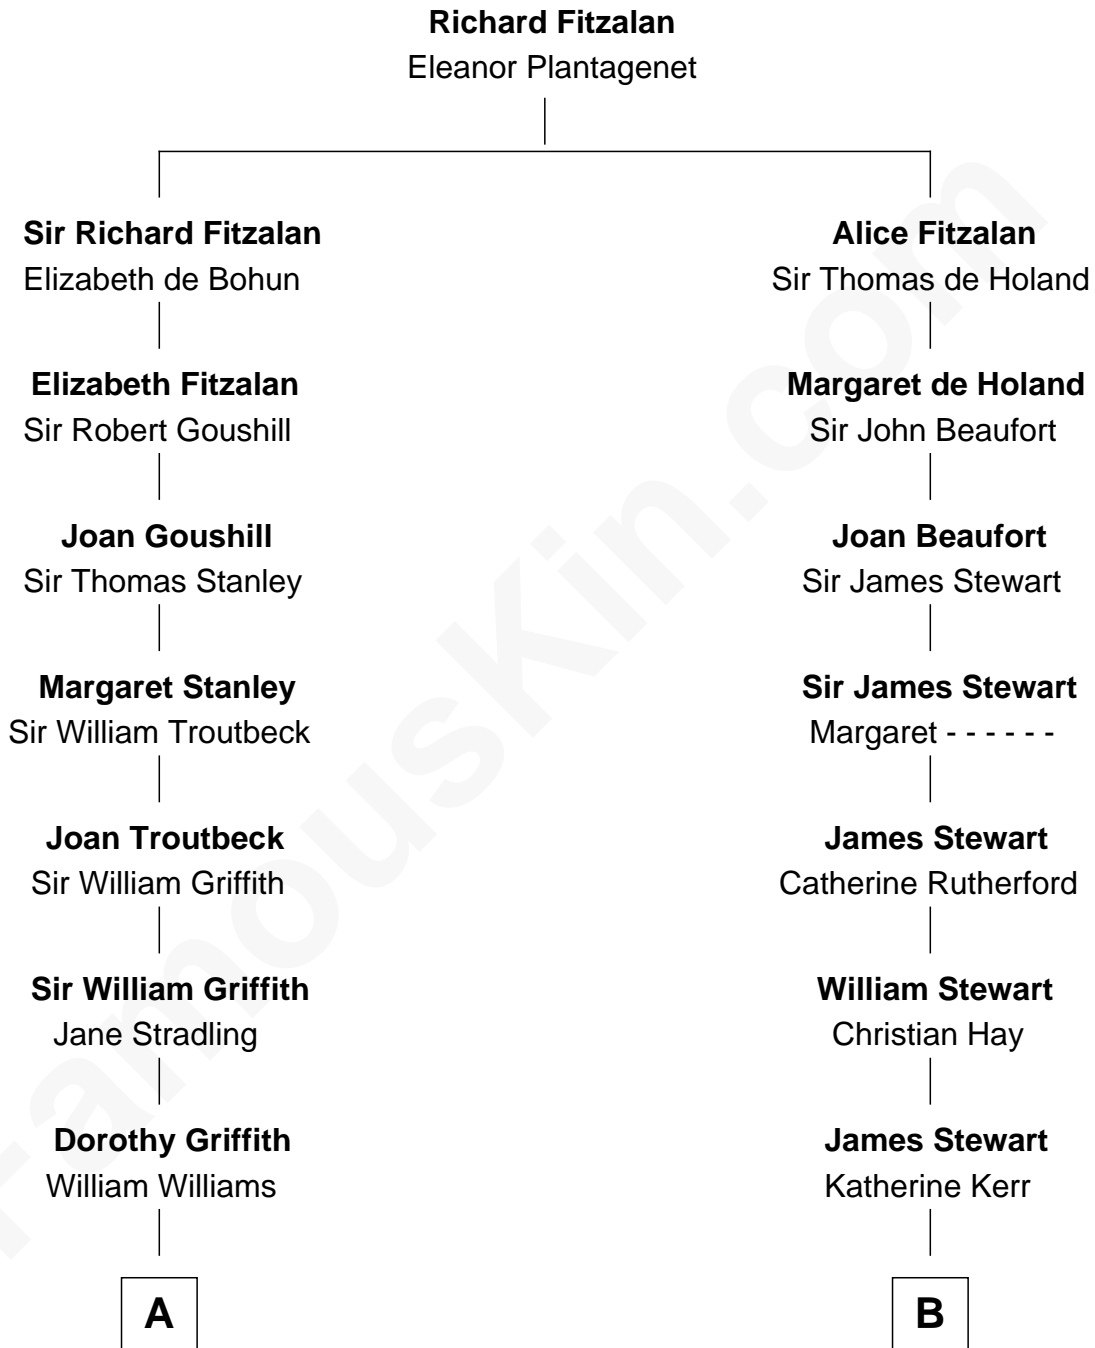 Richard Fitzalan
Eleanor Plantagenet
Sir Richard Fitzalan
Elizabeth de Bohun
Elizabeth Fitzalan
Sir Robert Goushill
Joan Goushill
Sir Thomas Stanley
Margaret Stanley
Sir William Troutbeck
Joan Troutbeck
Sir William Griffith
Sir William Griffith
Jane Stradling
Dorothy Griffith
William Williams
A
Alice Fitzalan
Sir Thomas de Holand
Margaret de Holand
Sir John Beaufort
Joan Beaufort
Sir James Stewart
Sir James Stewart
Margaret - - - - - -
James Stewart
Catherine Rutherford
William Stewart
Christian Hay
James Stewart
Katherine Kerr
B
FamousKin.com